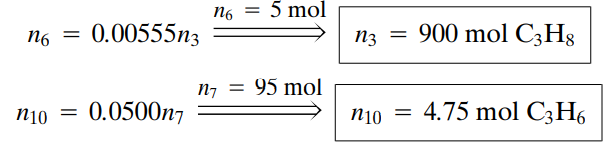 n₆ = 0.00555n₃ n₆ = 5 mol n₃ = 900 mol C₃H₈
n₁₀ = 0.0500n₇ n₇ = 95 mol n₁₀ = 4.75 mol C₃H₆